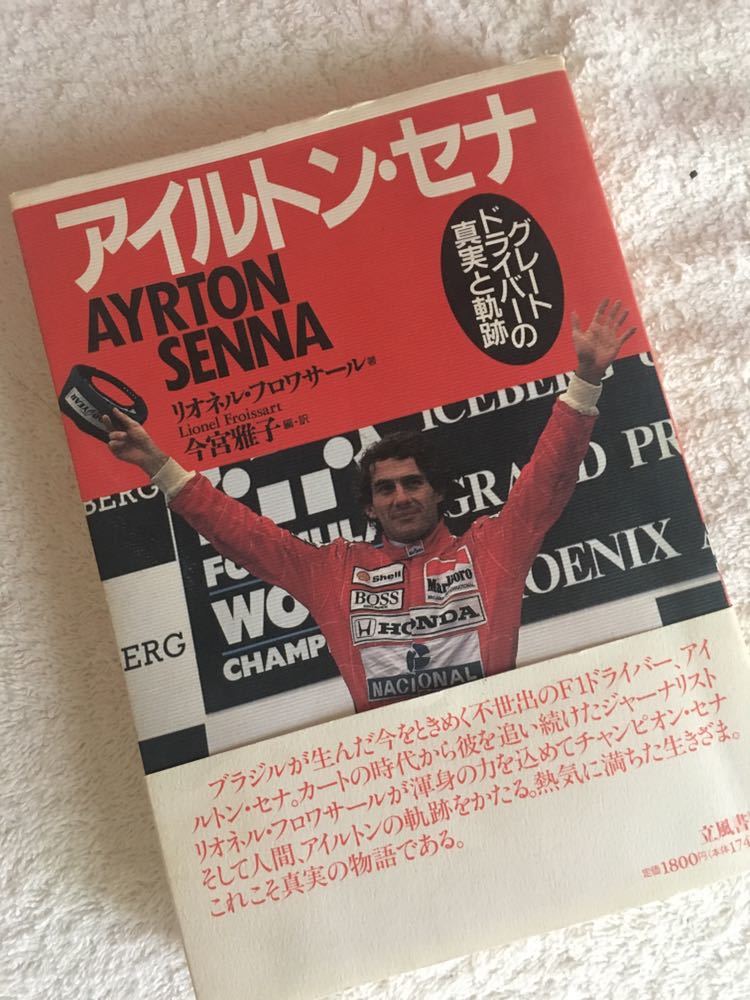 アイルトン・セナ
AYRTON
SENNA
グレート
ドライバーの
真実と軌跡
リオネル・フロワサール著
Lionel Froissart
今宮雅子編・訳
ICEBERG
GRAND PR
PHOENIX
BERG
ERG
FORMULA
WO
CHAMP
Shell
BOSS
Marlboro
HONDA
NACIONAL
ブラジルが生んだ今をときめく不世出のF1ドライバー、アイ
ルトン・セナ。カートの時代から彼を追い続けたジャーナリスト
リオネル・フロワサールが渾身の力を込めてチャンピオン・セナ
そして人間、アイルトンの軌跡をかたる。熱気に満ちた生きざま。
これこそ真実の物語である。
立風書
定価1800円(本体174